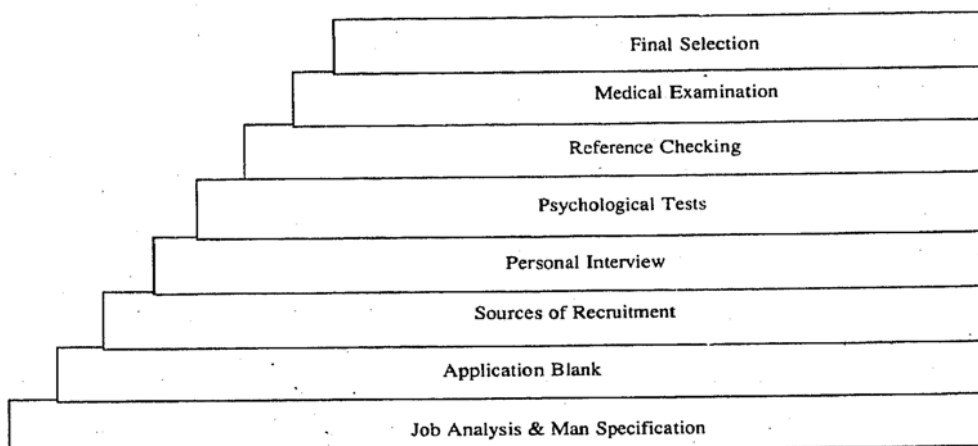 Final Selection
Medical Examination
Reference Checking
Psychological Tests
Personal Interview
Sources of Recruitment
Application Blank
Job Analysis & Man Specification